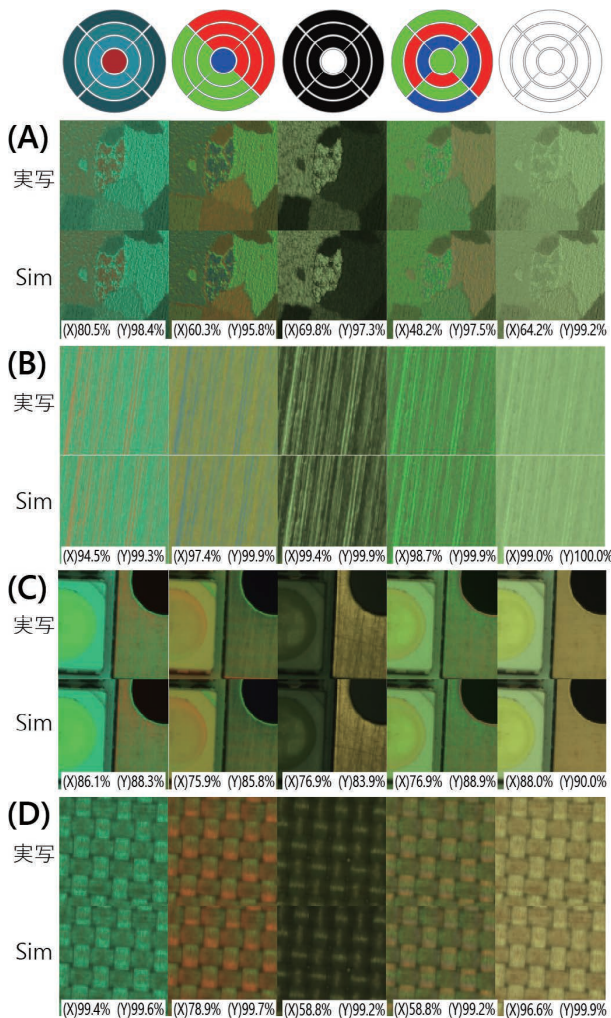 (A)
実写
Sim
(X)80.5% (Y)98.4% (X)60.3% (Y)95.8% (X)69.8% (Y)97.3% (X)48.2% (Y)97.5% (X)64.2% (Y)99.2%
(B)
実写
Sim
(X)94.5% (Y)99.3% (X)97.4% (Y)99.9% (X)99.4% (Y)99.9% (X)98.7% (Y)99.9% (X)99.0% (Y)100.0%
(C)
実写
Sim
(X)86.1% (Y)88.3% (X)75.9% (Y)85.8% (X)76.9% (Y)83.9% (X)76.9% (Y)88.9% (X)88.0% (Y)90.0%
(D)
実写
Sim
(X)99.4% (Y)99.6% (X)78.9% (Y)99.7% (X)58.8% (Y)99.2% (X)58.8% (Y)99.2% (X)96.6% (Y)99.9%